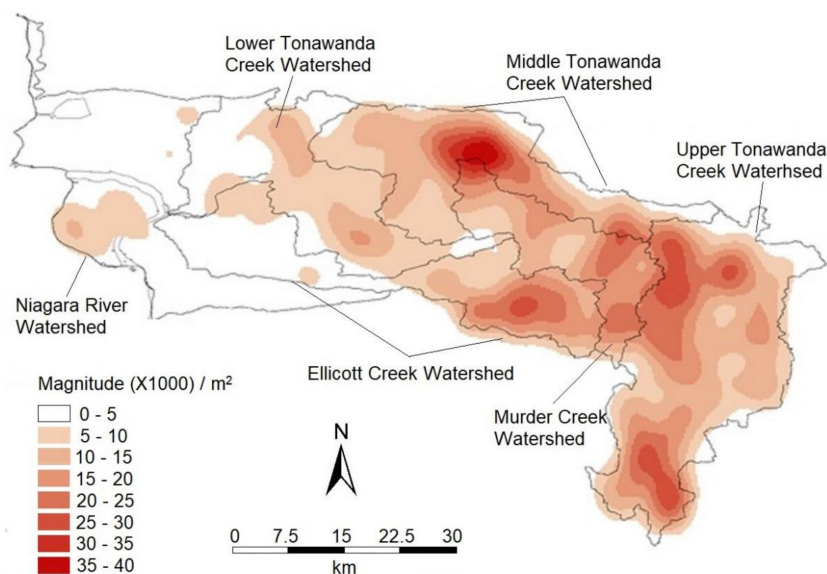 Lower Tonawanda
Creek Watershed
Middle Tonawanda
Creek Watershed
Upper Tonawanda
Creek Waterhsed
Niagara River
Watershed
Ellicott Creek Watershed
Murder Creek
Watershed
Magnitude (X1000) / m²
0 - 5
5 - 10
10 - 15
15 - 20
20 - 25
25 - 30
30 - 35
35 - 40
N
0 7.5 15 22.5 30
km